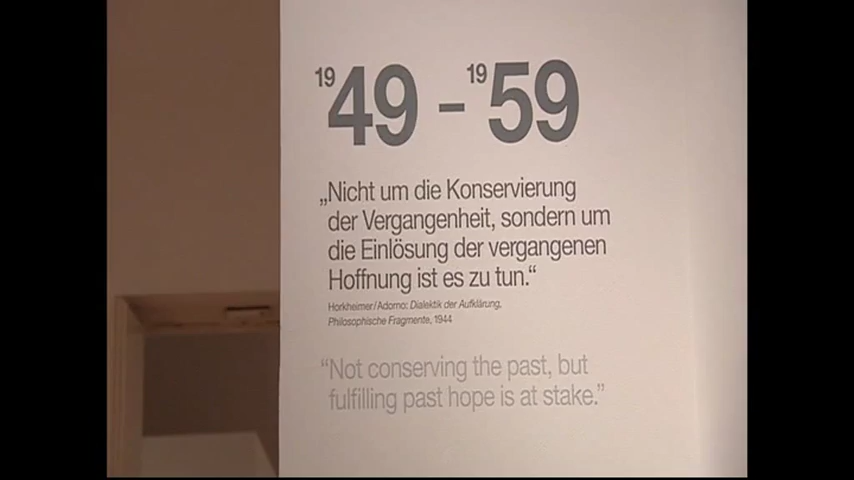 1949 – 1959
„Nicht um die Konservierung
der Vergangenheit, sondern um
die Einlösung der vergangenen
Hoffnung ist es zu tun.“
Horkheimer/Adorno: Dialektik der Aufklärung.
Philosophische Fragmente, 1944
“Not conserving the past, but
fulfilling past hope is at stake.”